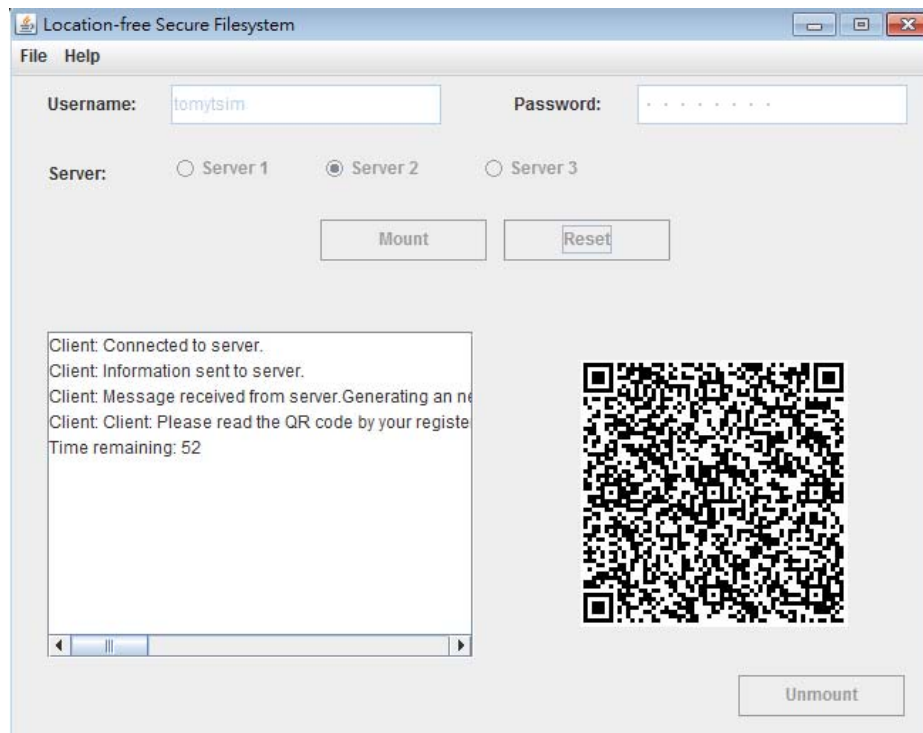 Location-free Secure Filesystem
File Help
Username: tomytsim Password:
Server: Server 1 Server 2 Server 3
Mount Reset
Client: Connected to server.
Client: Information sent to server.
Client: Message received from server.Generating an ne
Client: Client: Please read the QR code by your registe
Time remaining: 52
Unmount